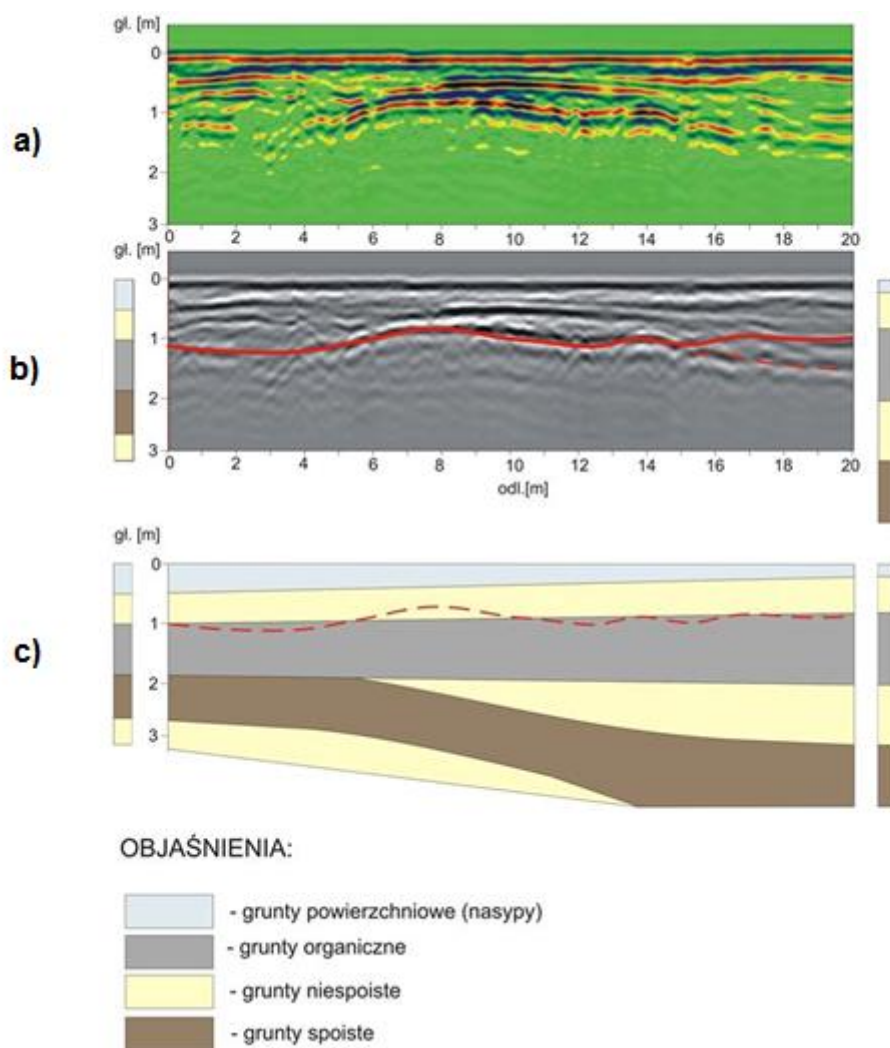 gł. [m]
0
1
2
3
a)
0 2 4 6 8 10 12 14 16 18 20
gł. [m]
0
1
2
3
b)
0 2 4 6 8 10 12 14 16 18 20
odl.[m]
gł. [m]
0
1
2
3
c)
OBJAŚNIENIA:
- grunty powierzchniowe (nasypy)
- grunty organiczne
- grunty niespoiste
- grunty spoiste